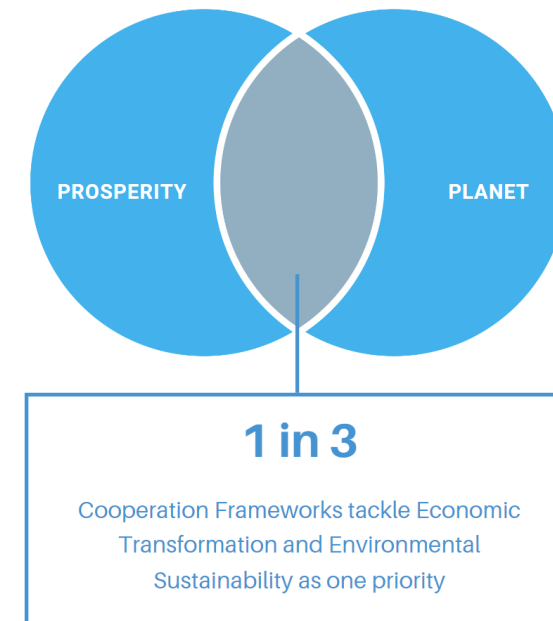 PROSPERITY
PLANET
1 in 3
Cooperation Frameworks tackle Economic
Transformation and Environmental
Sustainability as one priority